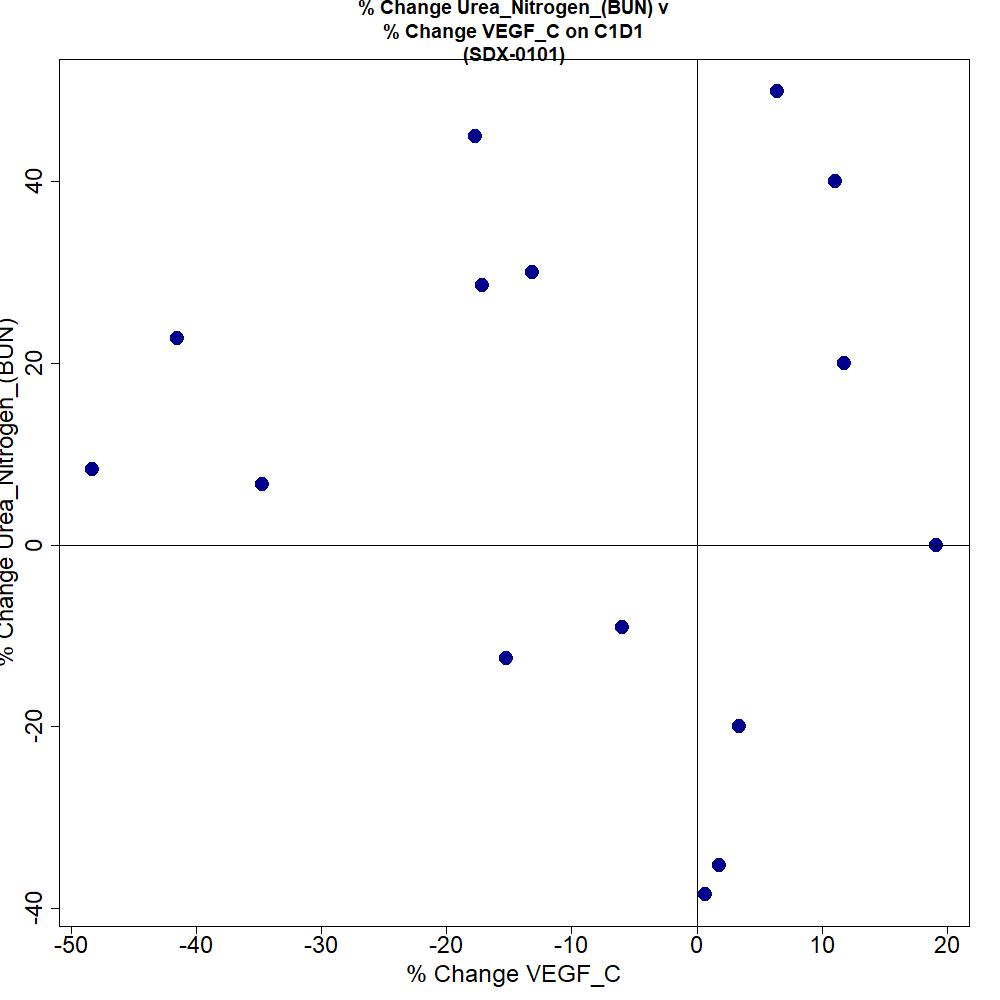 % Change Urea_Nitrogen_(BUN) v
% Change VEGF_C on C1D1
(SDX-0101)
% Change Urea_Nitrogen_(BUN)
40
20
0
-20
-40
-50 -40 -30 -20 -10 0 10 20
% Change VEGF_C